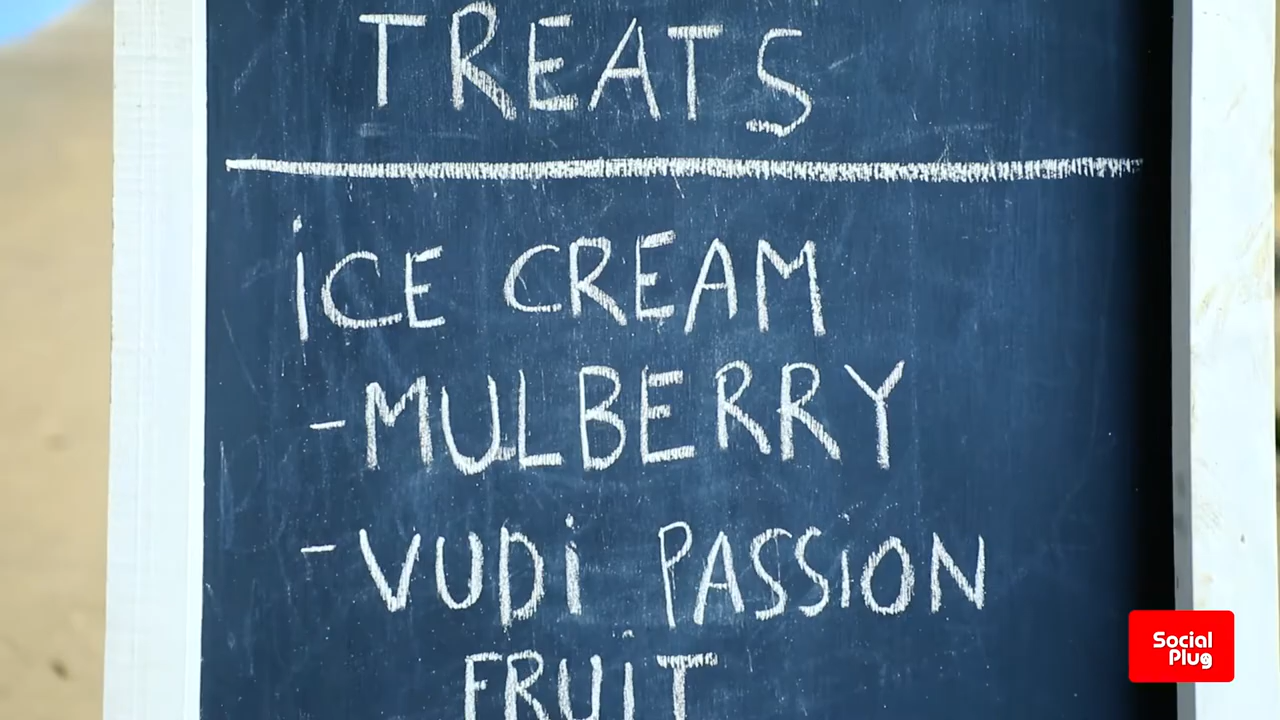 TREATS
iCE CREAM
-MULBERRY
-VUDi PASSiON
FRUiT
Social
Plug